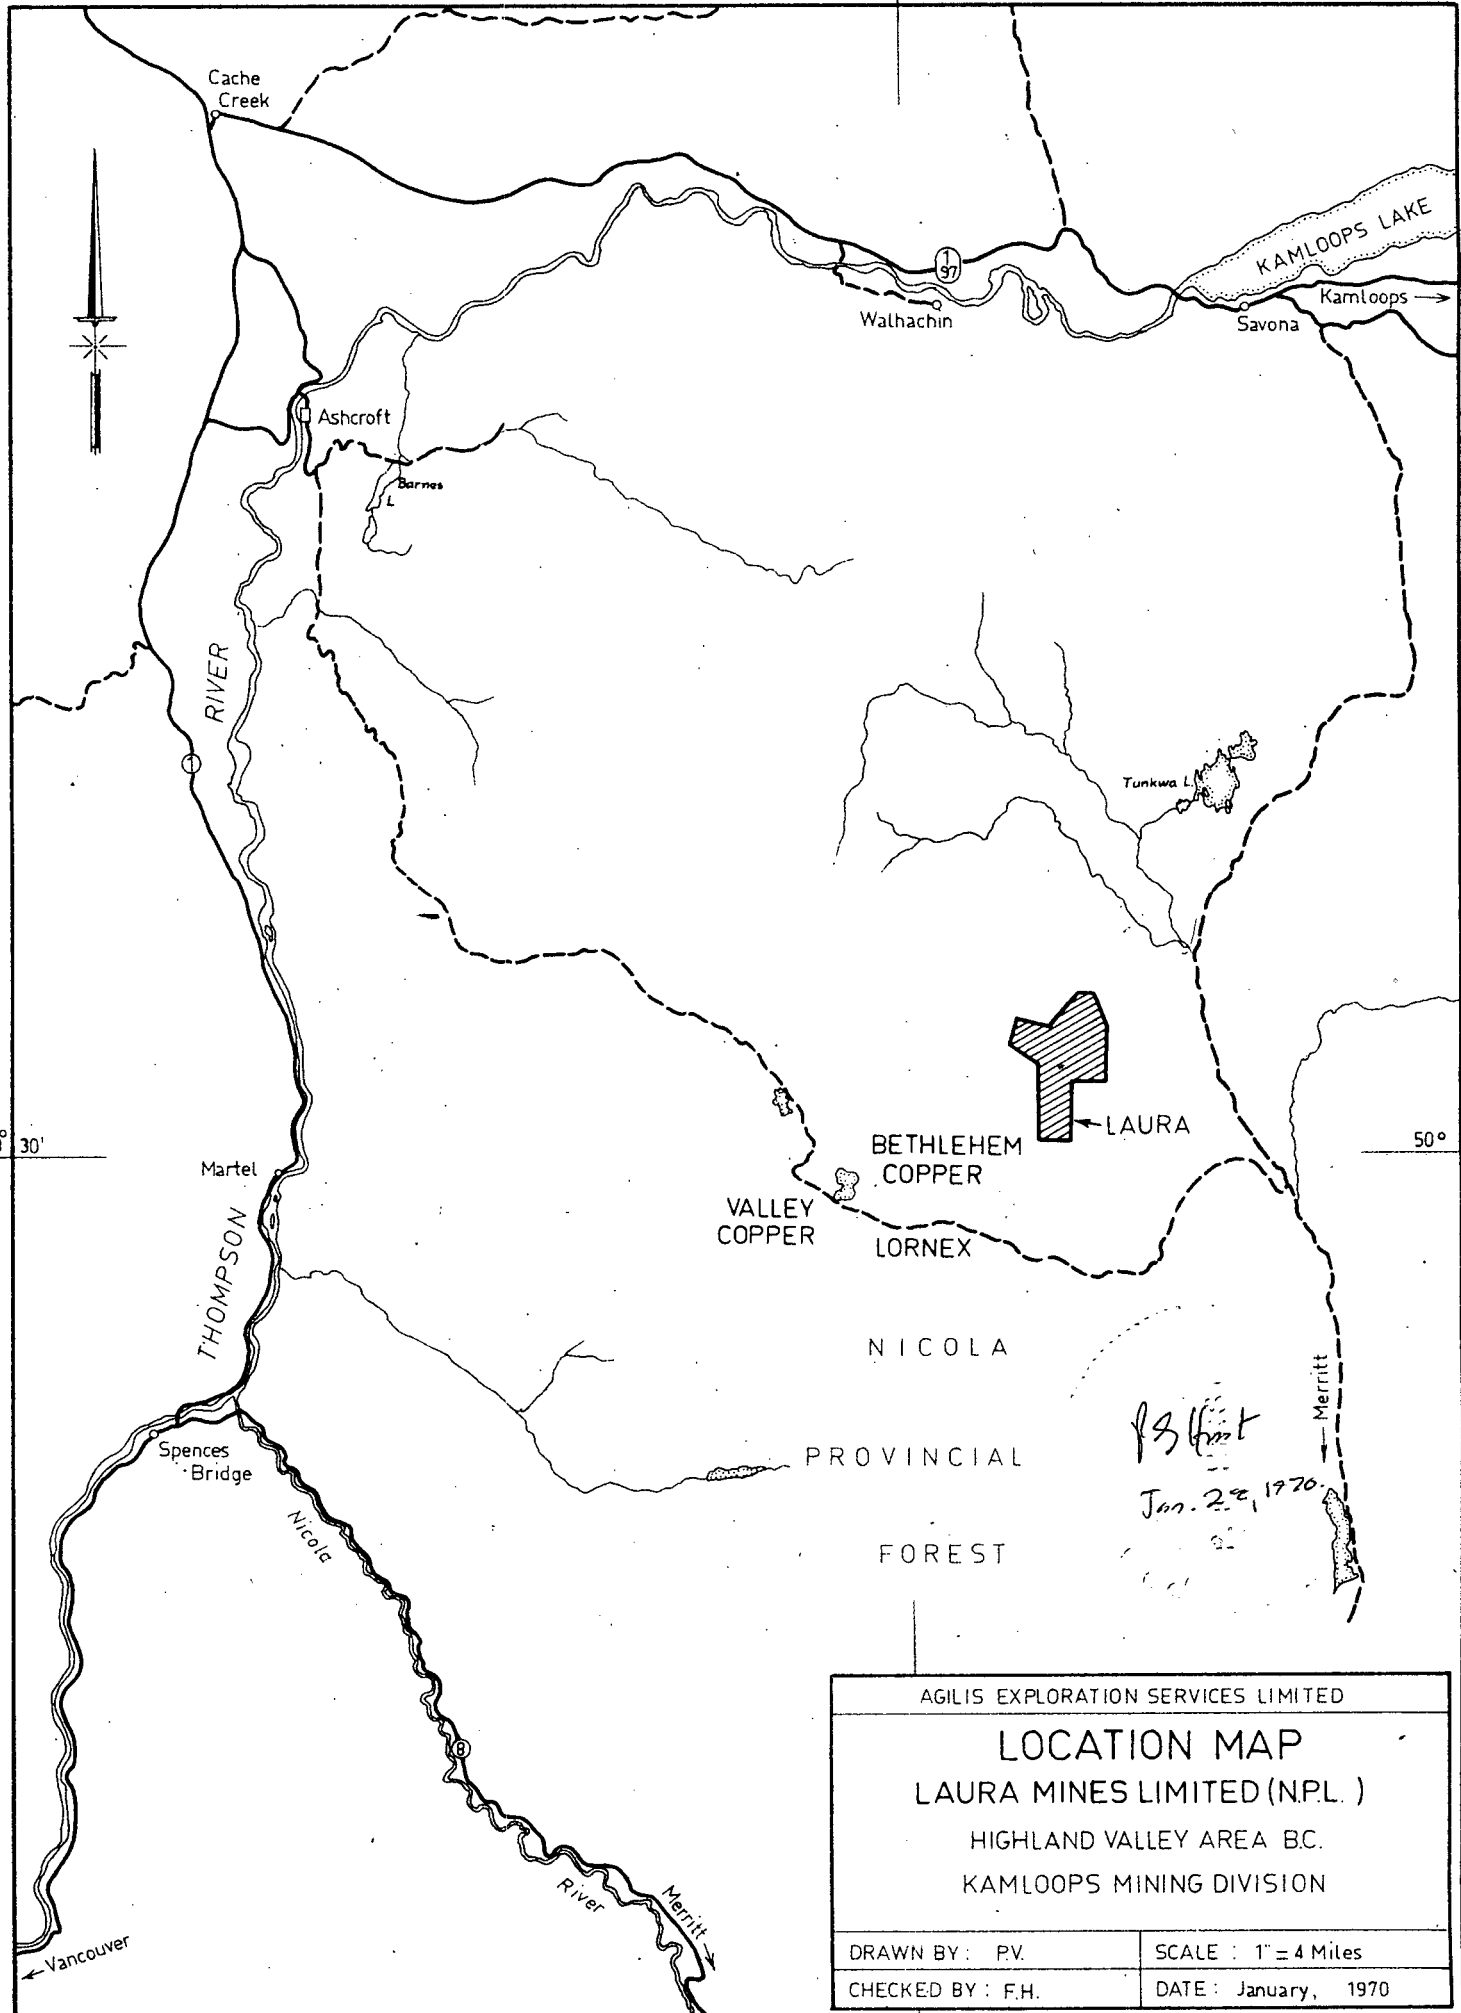 Cache
Creek
KAMLOOPS LAKE
1
97
Kamloops
Walhachin
Savona
Ashcroft
Barnes
L
RIVER
1
Tunkwa L.
LAURA
30'
50°
BETHLEHEM
COPPER
Martel
VALLEY
COPPER
LORNEX
THOMPSON
NICOLA
Merritt
Spences
Bridge
PROVINCIAL
Jan. 29, 1970.
Nicola
FOREST
8
River
Merritt
Vancouver
AGILIS EXPLORATION SERVICES LIMITED
LOCATION MAP
LAURA MINES LIMITED (N.P.L.)
HIGHLAND VALLEY AREA B.C.
KAMLOOPS MINING DIVISION
DRAWN BY: P.V.
SCALE : 1" = 4 Miles
CHECKED BY : F.H.
DATE : January, 1970